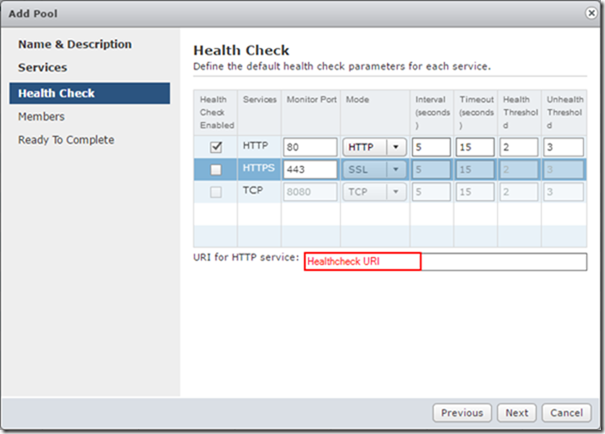 Add Pool
Name & Description
Services
Health Check
Members
Ready To Complete
Health Check
Define the default health check parameters for each service.
Health Check Enabled Services Monitor Port Mode Interval (seconds ) Timeout (seconds ) Health Threshol d Unhealth Threshol d
HTTP 80 HTTP 5 15 2 3
HTTPS 443 SSL 5 15 2 3
TCP 8080 TCP 5 15 2 3
URI for HTTP service: Healthcheck URI
Previous Next Cancel